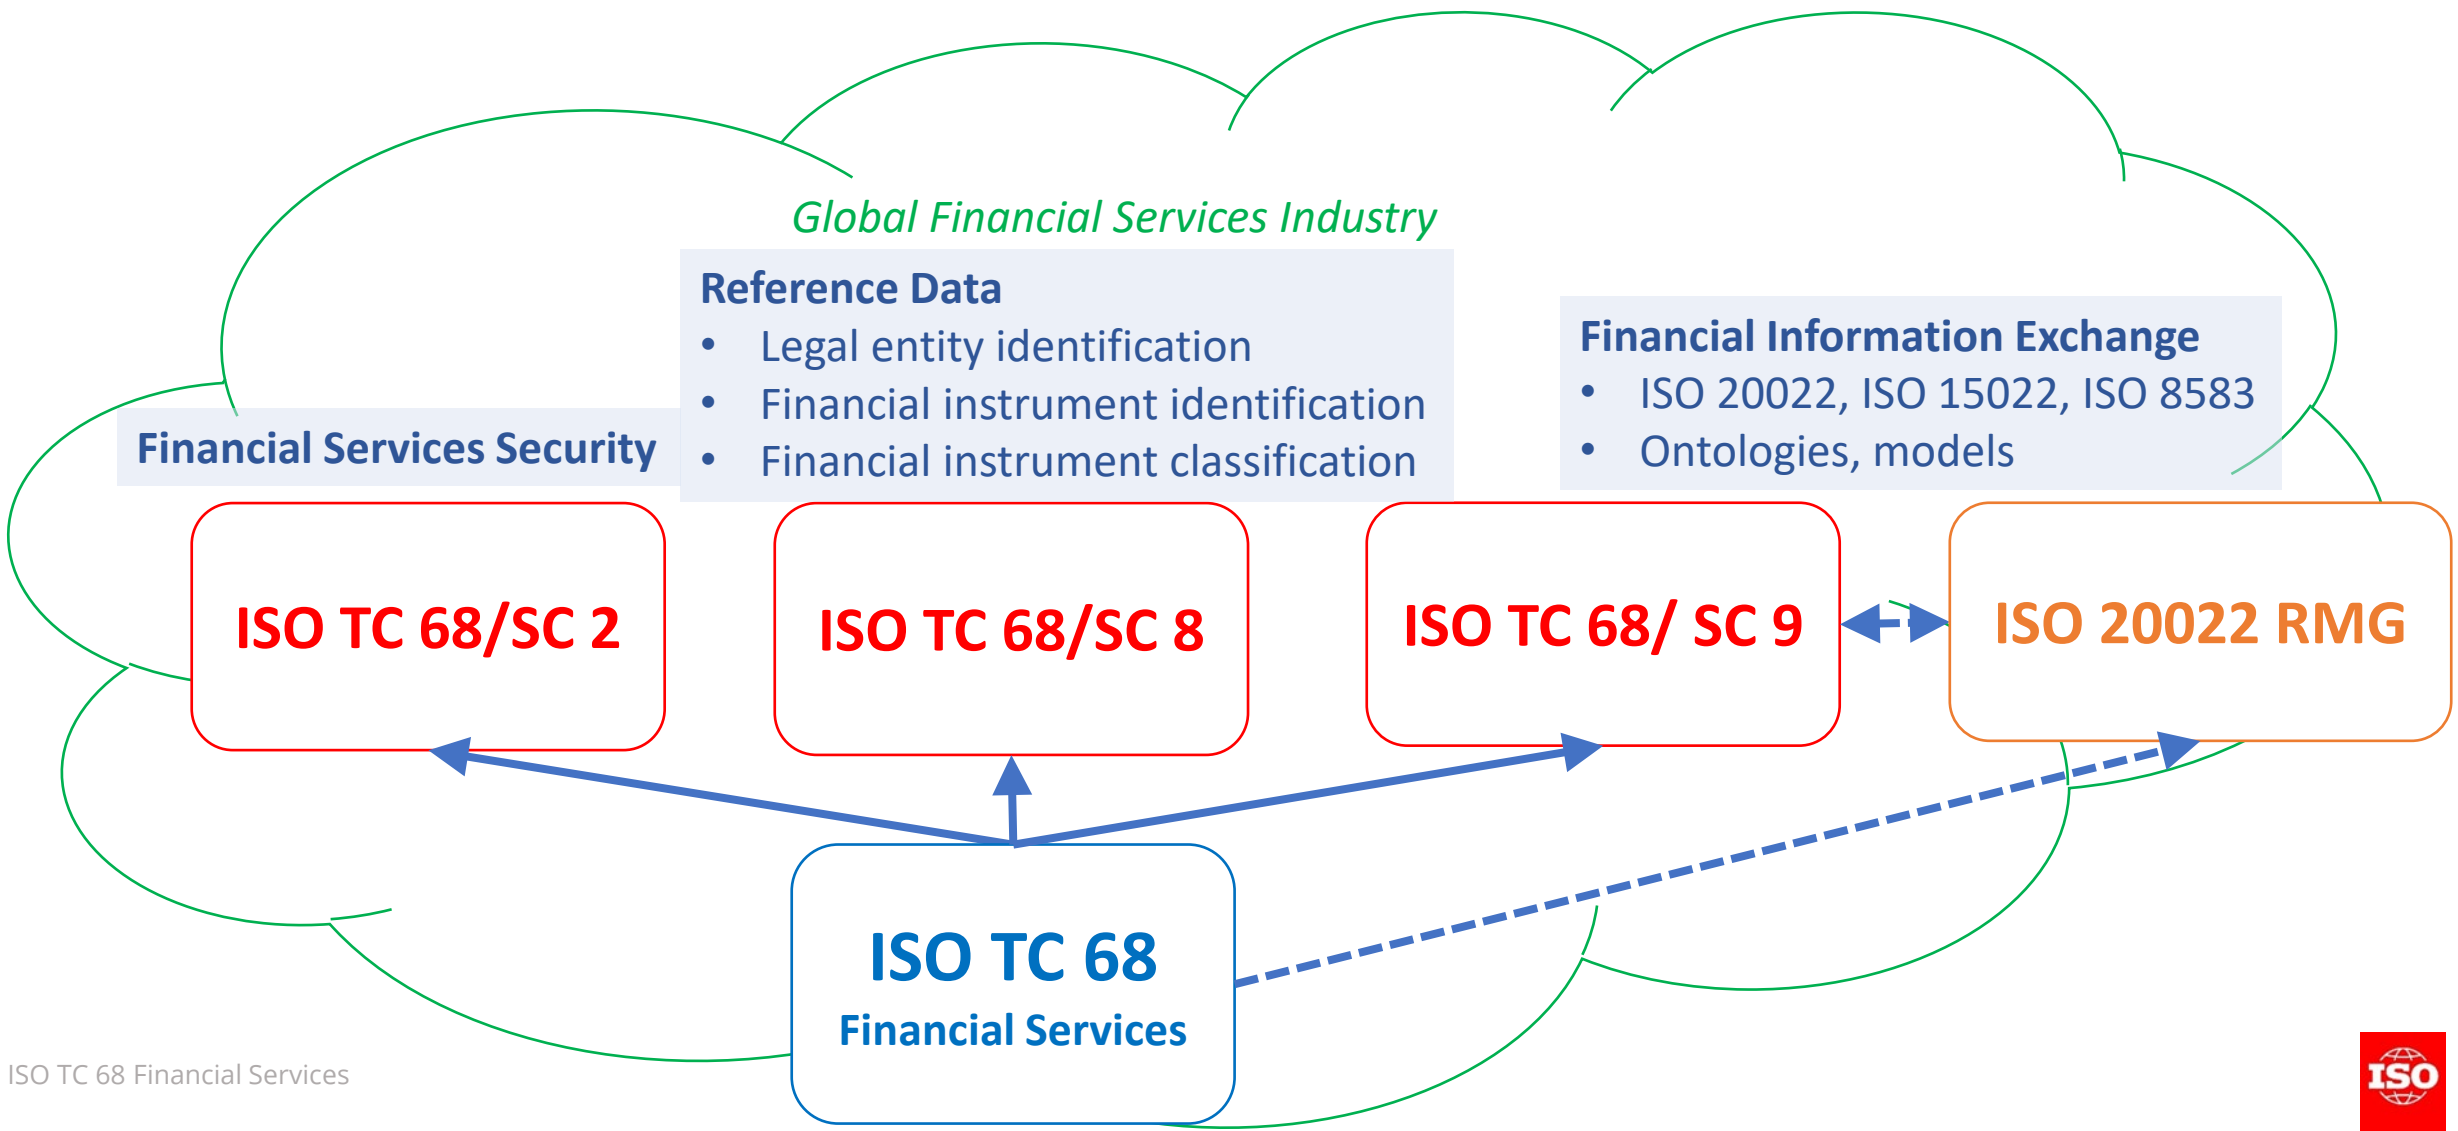 Global Financial Services Industry
Reference Data
• Legal entity identification
• Financial instrument identification
• Financial instrument classification
Financial Information Exchange
• ISO 20022, ISO 15022, ISO 8583
• Ontologies, models
Financial Services Security
ISO TC 68/SC 2
ISO TC 68/SC 8
ISO TC 68/ SC 9
ISO 20022 RMG
ISO TC 68
Financial Services
ISO TC 68 Financial Services
ISO